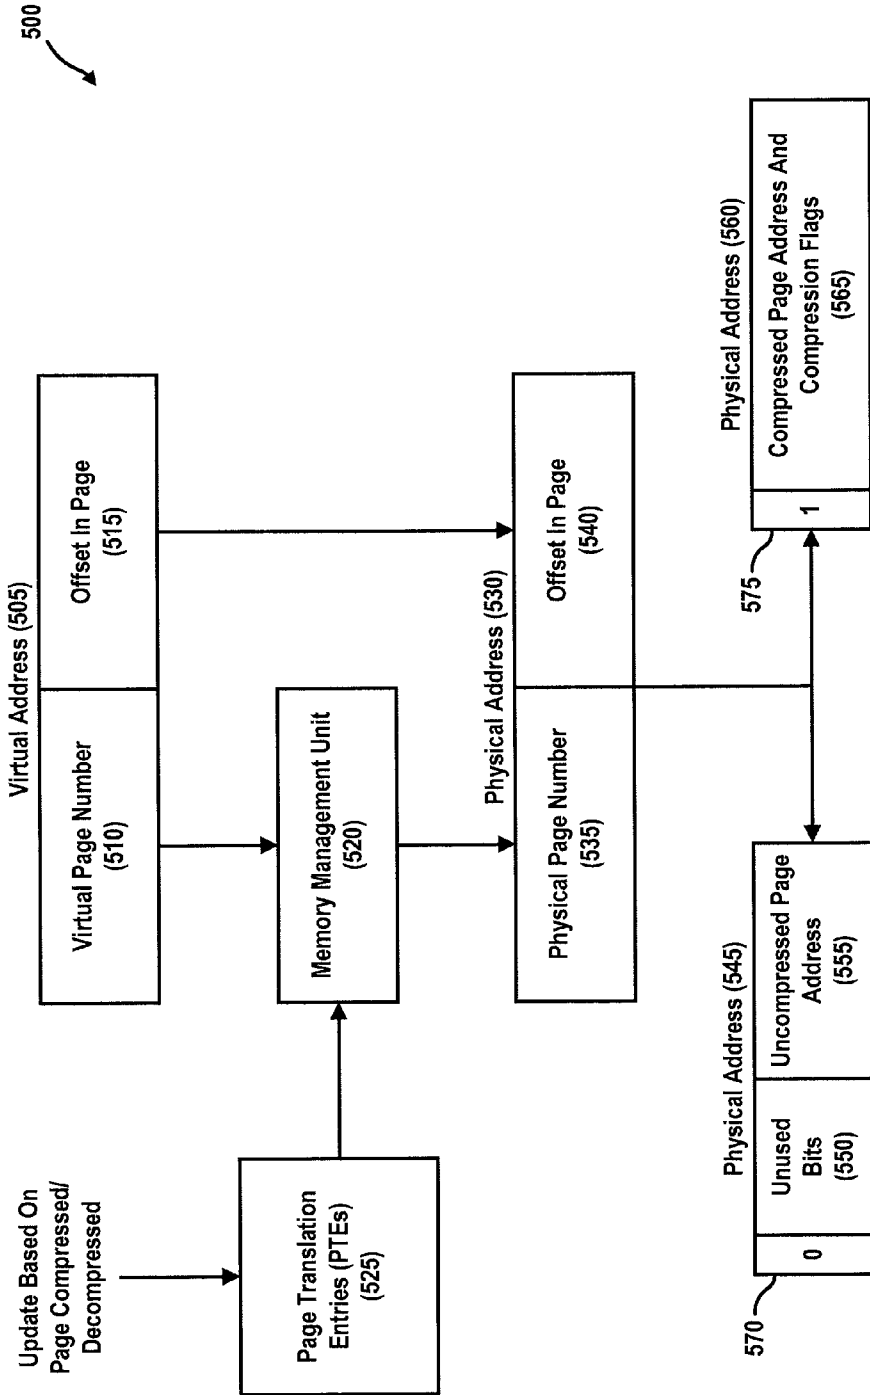 500
Virtual Address (505)
Virtual Page Number
(510)
Offset In Page
(515)
Update Based On
Page Compressed/
Decompressed
Page Translation
Entries (PTEs)
(525)
Memory Management Unit
(520)
Physical Address (530)
Physical Page Number
(535)
Offset In Page
(540)
Physical Address (545)
0
Unused
Bits
(550)
Uncompressed Page
Address
(555)
570
Physical Address (560)
1
Compressed Page Address And
Compression Flags
(565)
575